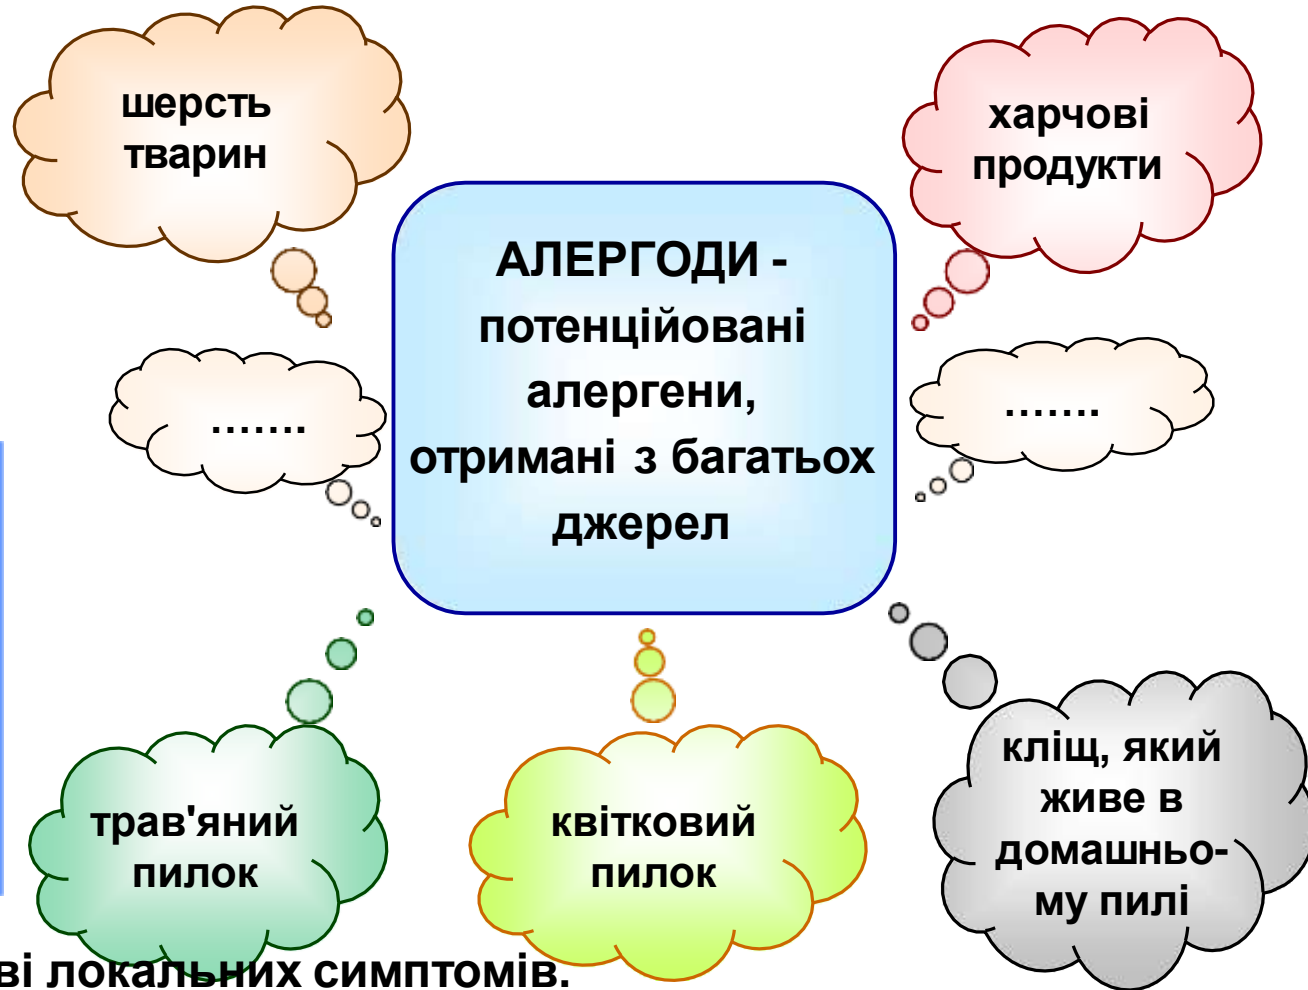 шерсть
тварин
харчові
продукти
АЛЕРГОДИ -
потенційовані
алергени,
отримані з багатьох
джерел
.......
.......
трав'яний
пилок
квітковий
пилок
кліщ, який
живе в
домашньо-
му пилі
ві локальних симптомів.